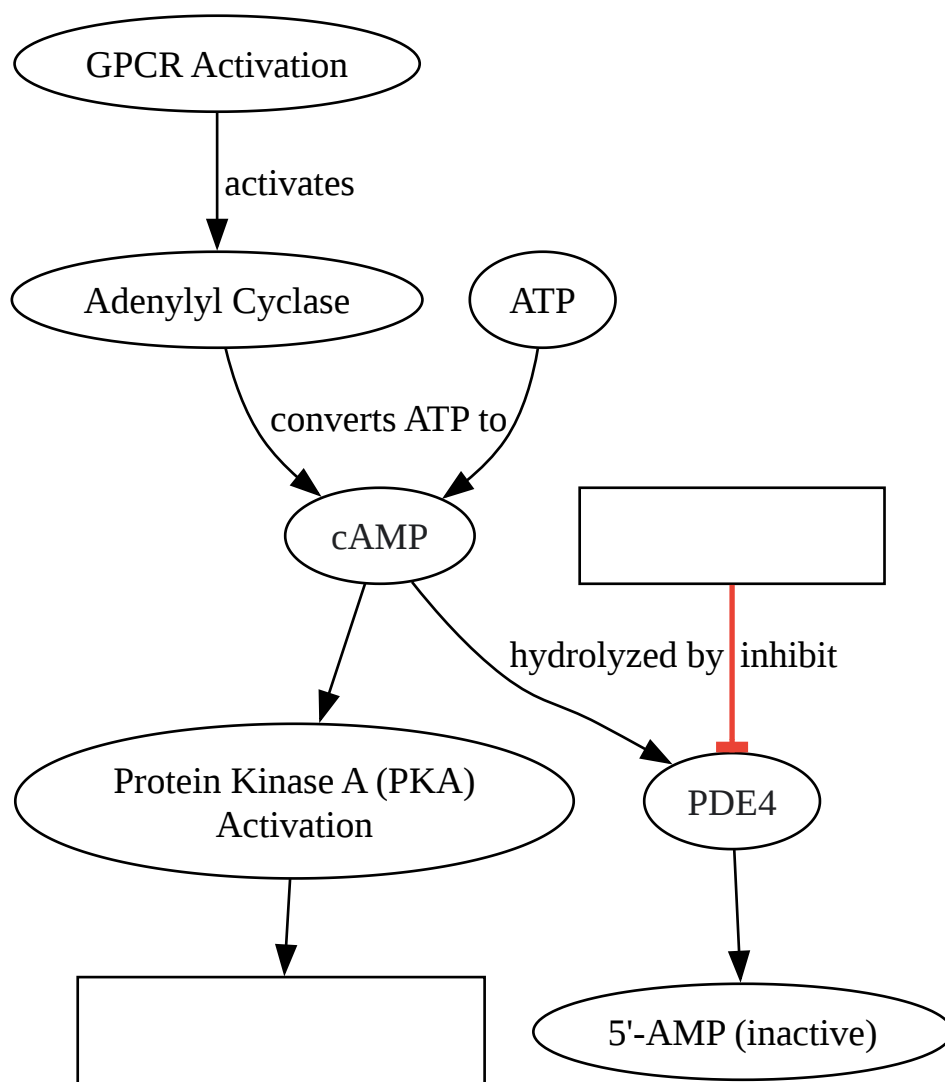 GPCR Activation
activates
Adenylyl Cyclase
ATP
converts ATP to
cAMP
hydrolyzed by
inhibit
Protein Kinase A (PKA)
Activation
PDE4
5'-AMP (inactive)